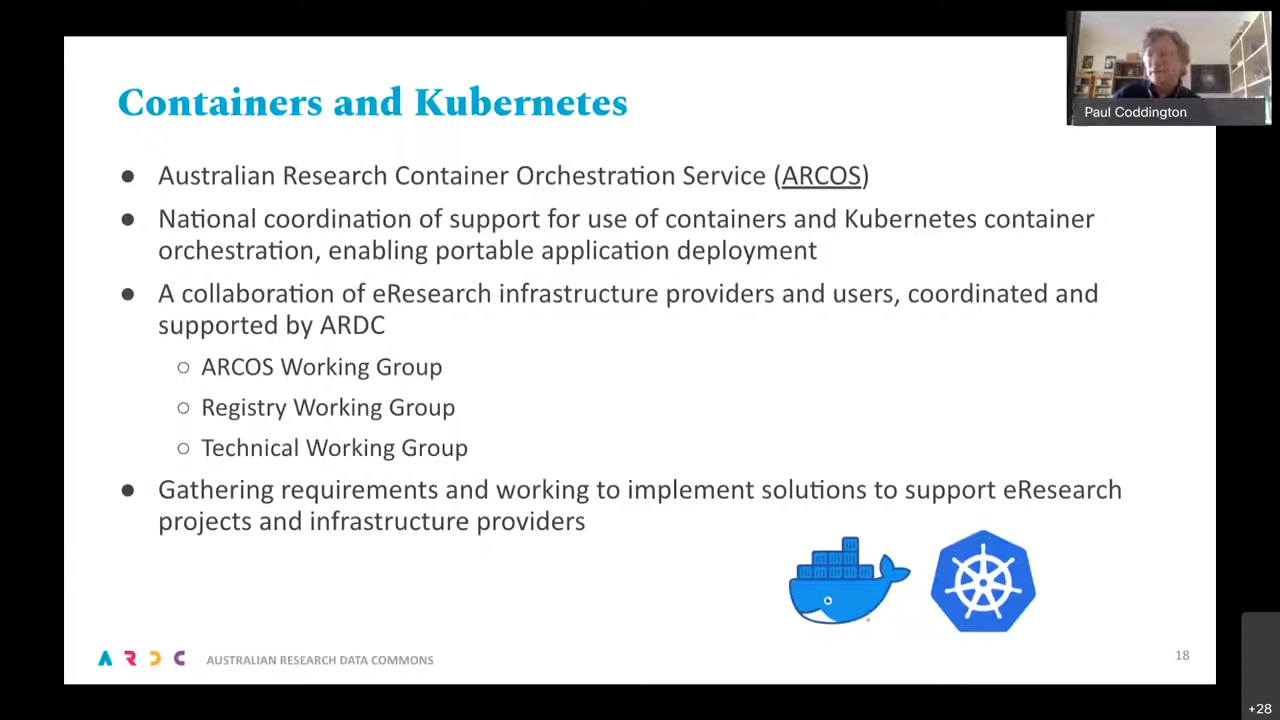 Containers and Kubernetes
Paul Coddington
● Australian Research Container Orchestration Service (ARCOS)
● National coordination of support for use of containers and Kubernetes container
orchestration, enabling portable application deployment
● A collaboration of eResearch infrastructure providers and users, coordinated and
supported by ARDC
○ ARCOS Working Group
○ Registry Working Group
○ Technical Working Group
● Gathering requirements and working to implement solutions to support eResearch
projects and infrastructure providers
ARDC AUSTRALIAN RESEARCH DATA COMMONS
18
+28